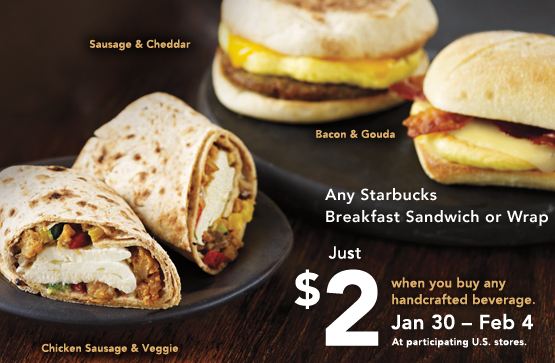 Sausage & Cheddar
Bacon & Gouda
Any Starbucks
Breakfast Sandwich or Wrap
Just
$2
when you buy any
handcrafted beverage.
Jan 30 – Feb 4
At participating U.S. stores.
Chicken Sausage & Veggie